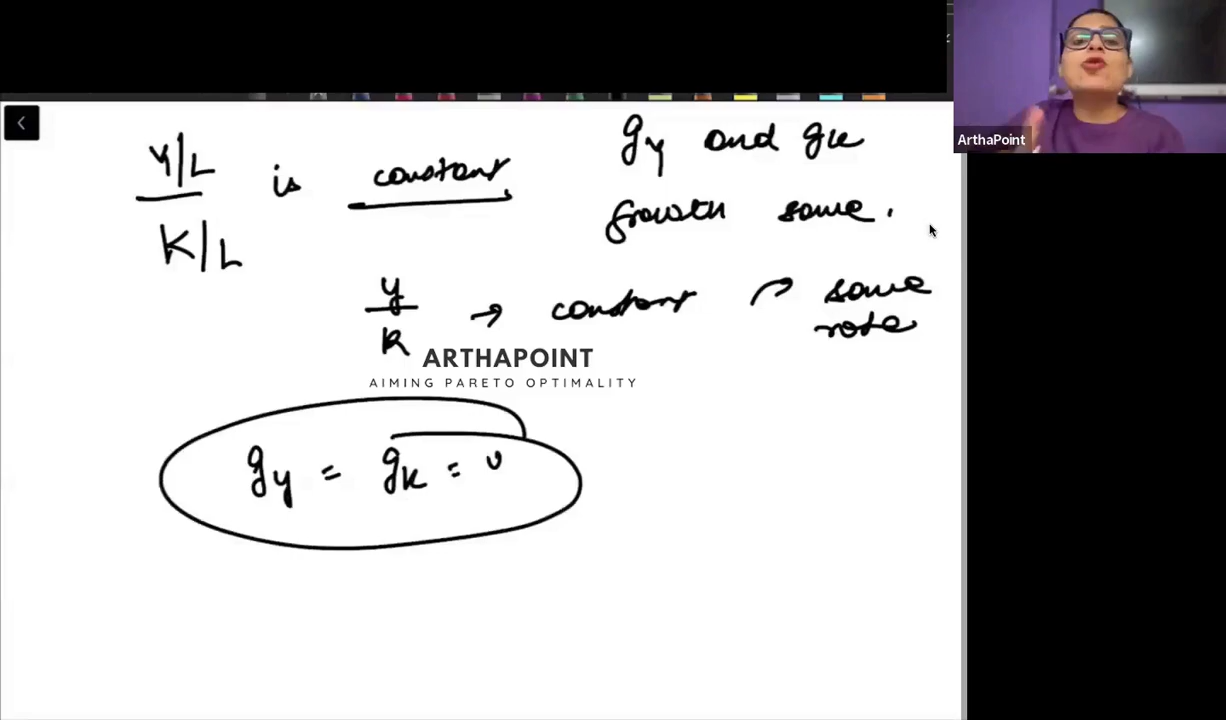 Y/L is constant
K/L
gy and gk
growth same.
y → constant ↗ same
k rate
ARTHAPOINT
AIMING PARETO OPTIMALITY
gy = gk =
ArthaPoint